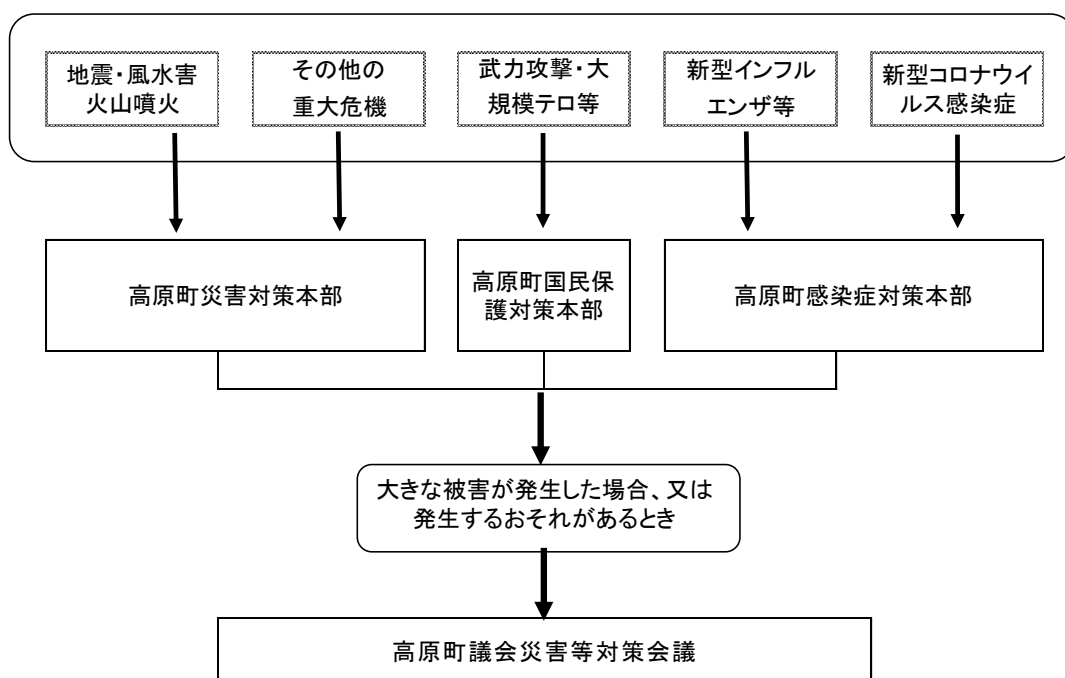 地震・風水害
火山噴火
その他の
重大危機
武力攻撃・大
規模テロ等
新型インフル
エンザ等
新型コロナウイ
ルス感染症
高原町災害対策本部
高原町国民保
護対策本部
高原町感染症対策本部
大きな被害が発生した場合、又は
発生するおそれがあるとき
高原町議会災害等対策会議